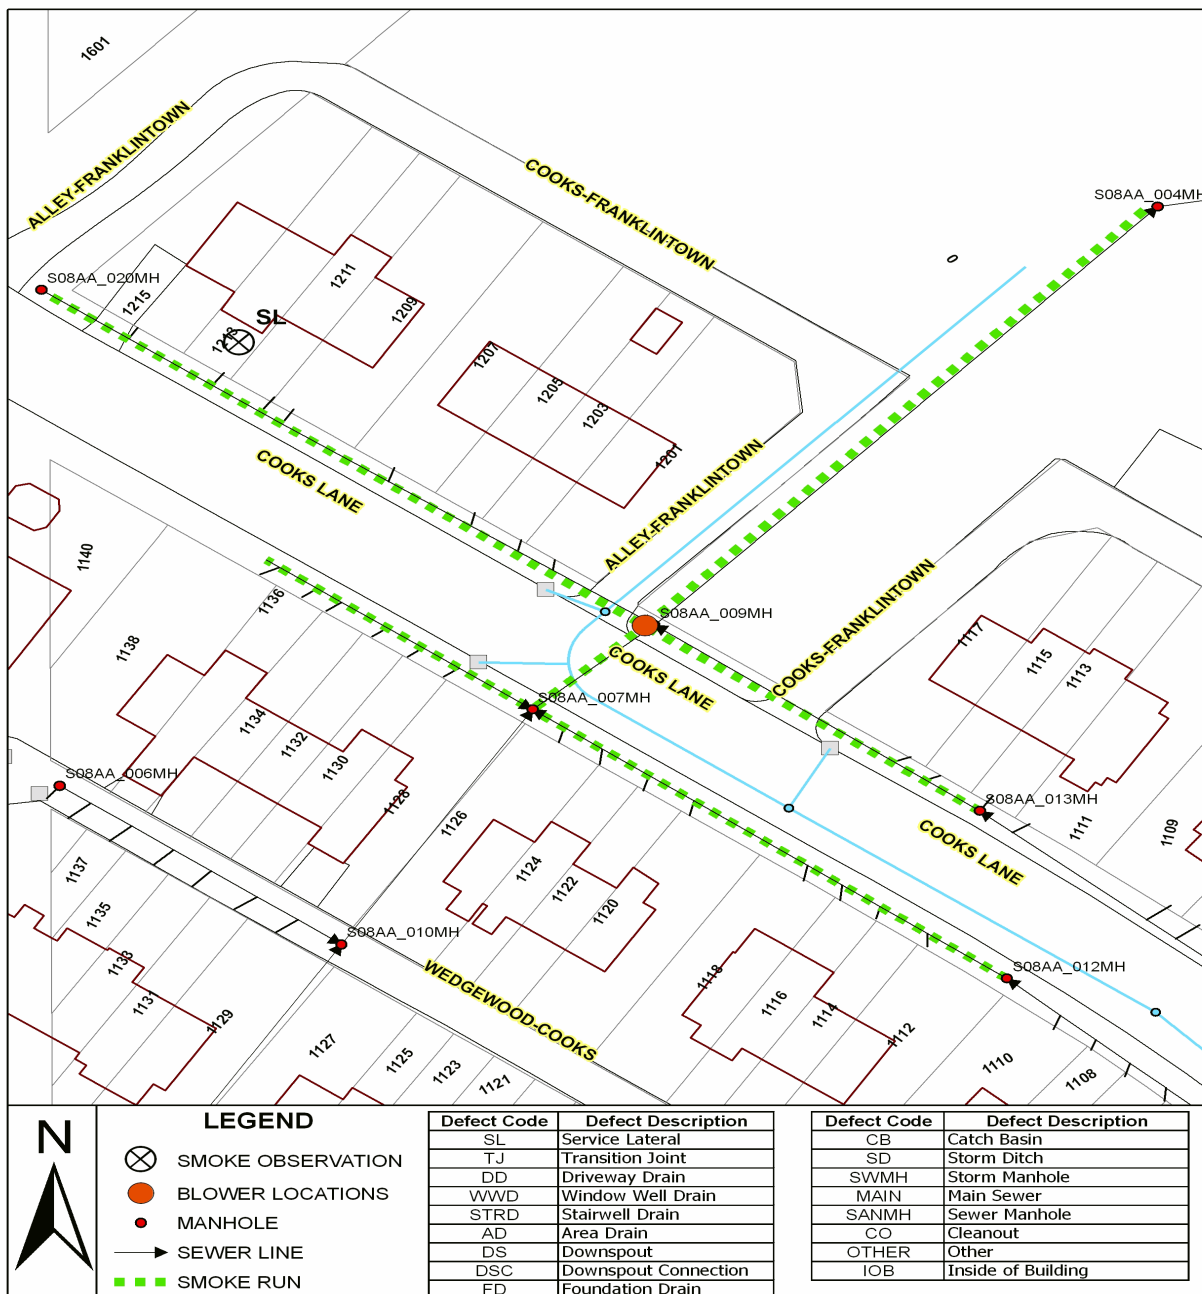 1601
ALLEY-FRANKLINTOWN
COOKS-FRANKLINTOWN
S08AA_004MH
0
S08AA_020MH
1215
1211
1209
SL
1213
1207
1205
1203
1201
COOKS LANE
ALLEY-FRANKLINTOWN
1140
1136
1138
S08AA_009MH
COOKS LANE
COOKS-FRANKLINTOWN
1117
1115
1113
S08AA_007MH
1134
1132
1130
1128
S08AA_006MH
1126
S08AA_013MH
1111
1109
COOKS LANE
1137
1135
1133
1131
1129
1124
1122
1120
S08AA_010MH
WEDGEWOOD-COOKS
S08AA_012MH
1118
1116
1114
1112
1110
1108
1127
1125
1123
1121
N
LEGEND
SMOKE OBSERVATION
BLOWER LOCATIONS
MANHOLE
SEWER LINE
SMOKE RUN
Defect Code Defect Description
SL Service Lateral
TJ Transition Joint
DD Driveway Drain
WWD Window Well Drain
STRD Stairwell Drain
AD Area Drain
DS Downspout
DSC Downspout Connection
FD Foundation Drain
Defect Code Defect Description
CB Catch Basin
SD Storm Ditch
SWMH Storm Manhole
MAIN Main Sewer
SANMH Sewer Manhole
CO Cleanout
OTHER Other
IOB Inside of Building